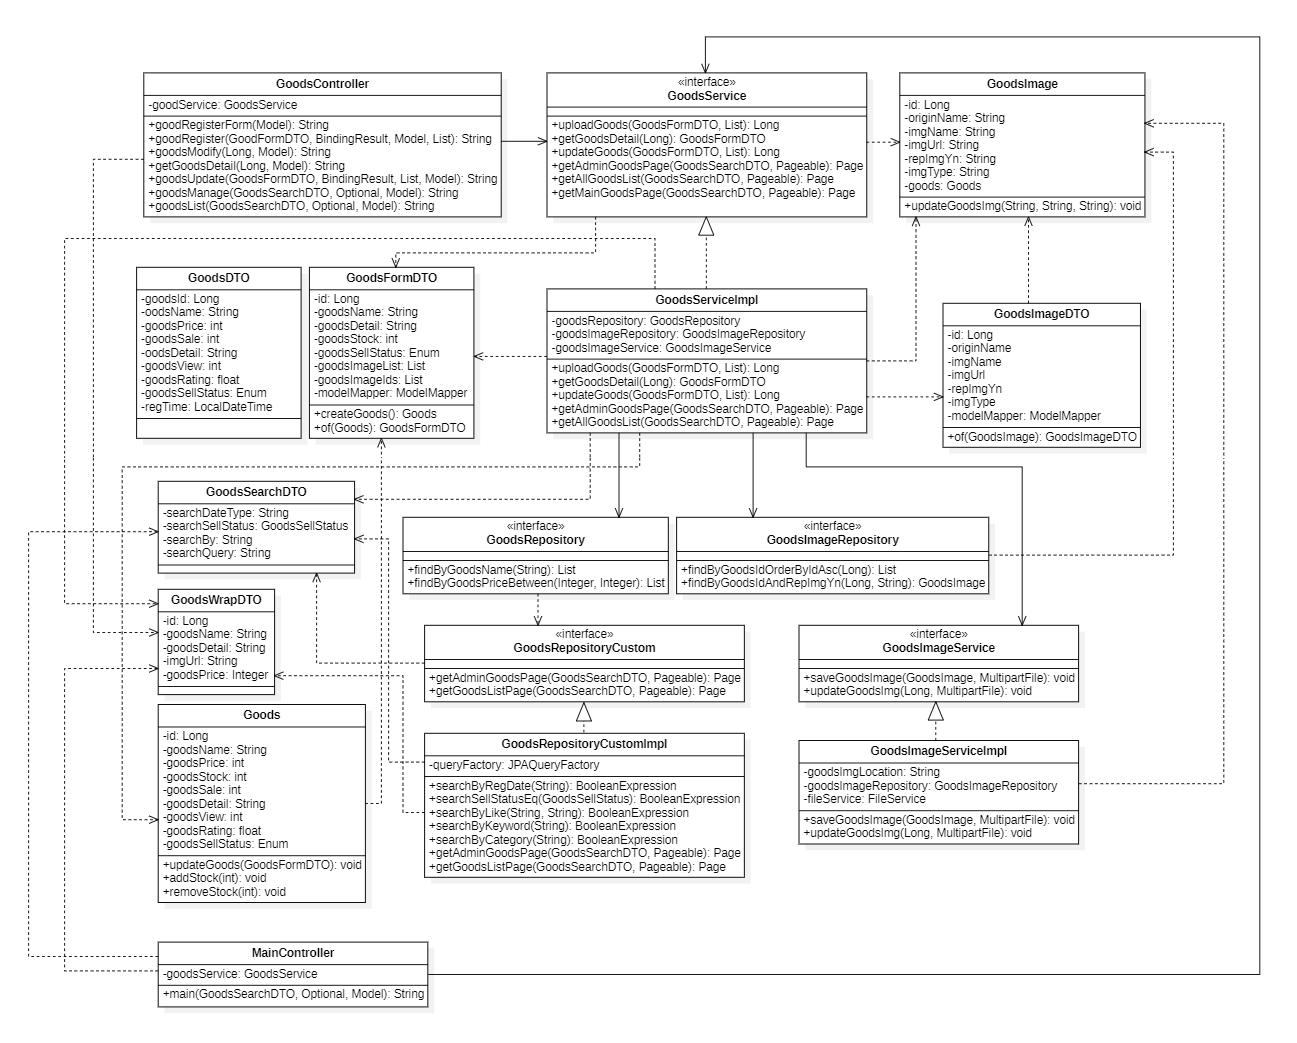 GoodsController
-goodService: GoodsService
+goodRegisterForm(Model): String
+goodRegister(GoodFormDTO, BindingResult, Model, List): String
+goodsModify(Long, Model): String
+getGoodsDetail(Long, Model): String
+goodsUpdate(GoodsFormDTO, BindingResult, List, Model): String
+goodsManage(GoodsSearchDTO, Optional, Model): String
+goodsList(GoodsSearchDTO, Optional, Model): String
«interface»
GoodsService
+uploadGoods(GoodsFormDTO, List): Long
+getGoodsDetail(Long): GoodsFormDTO
+updateGoods(GoodsFormDTO, List): Long
+getAdminGoodsPage(GoodsSearchDTO, Pageable): Page
+getAllGoodsList(GoodsSearchDTO, Pageable): Page
+getMainGoodsPage(GoodsSearchDTO, Pageable): Page
GoodsImage
-id: Long
-originName: String
-imgName: String
-imgUrl: String
-repImgYn: String
-imgType: String
-goods: Goods
+updateGoodsImg(String, String, String): void
GoodsDTO
-goodsId: Long
-oodsName: String
-goodsPrice: int
-goodsSale: int
-oodsDetail: String
-goodsView: int
-goodsRating: float
-goodsSellStatus: Enum
-regTime: LocalDateTime
GoodsFormDTO
-id: Long
-goodsName: String
-goodsDetail: String
-goodsStock: int
-goodsSellStatus: Enum
-goodsImageList: List
-goodsImageIds: List
-modelMapper: ModelMapper
+createGoods(): Goods
+of(Goods): GoodsFormDTO
GoodsServiceImpl
-goodsRepository: GoodsRepository
-goodsImageRepository: GoodsImageRepository
-goodsImageService: GoodsImageService
+uploadGoods(GoodsFormDTO, List): Long
+getGoodsDetail(Long): GoodsFormDTO
+updateGoods(GoodsFormDTO, List): Long
+getAdminGoodsPage(GoodsSearchDTO, Pageable): Page
+getAllGoodsList(GoodsSearchDTO, Pageable): Page
GoodsImageDTO
-id: Long
-originName
-imgName
-imgUrl
-repImgYn
-imgType
-modelMapper: ModelMapper
+of(GoodsImage): GoodsImageDTO
GoodsSearchDTO
-searchDateType: String
-searchSellStatus: GoodsSellStatus
-searchBy: String
-searchQuery: String
«interface»
GoodsRepository
+findByGoodsName(String): List
+findByGoodsPriceBetween(Integer, Integer): List
«interface»
GoodsImageRepository
+findByGoodsIdOrderByIdAsc(Long): List
+findByGoodsIdAndRepImgYn(Long, String): GoodsImage
GoodsWrapDTO
-id: Long
-goodsName: String
-goodsDetail: String
-imgUrl: String
-goodsPrice: Integer
«interface»
GoodsRepositoryCustom
+getAdminGoodsPage(GoodsSearchDTO, Pageable): Page
+getGoodsListPage(GoodsSearchDTO, Pageable): Page
«interface»
GoodsImageService
+saveGoodsImage(GoodsImage, MultipartFile): void
+updateGoodsImg(Long, MultipartFile): void
Goods
-id: Long
-goodsName: String
-goodsPrice: int
-goodsStock: int
-goodsSale: int
-goodsDetail: String
-goodsView: int
-goodsRating: float
-goodsSellStatus: Enum
+updateGoods(GoodsFormDTO): void
+addStock(int): void
+removeStock(int): void
GoodsRepositoryCustomImpl
-queryFactory: JPAQueryFactory
+searchByRegDate(String): BooleanExpression
+searchSellStatusEq(GoodsSellStatus): BooleanExpression
+searchByLike(String, String): BooleanExpression
+searchByKeyword(String): BooleanExpression
+searchByCategory(String): BooleanExpression
+getAdminGoodsPage(GoodsSearchDTO, Pageable): Page
+getGoodsListPage(GoodsSearchDTO, Pageable): Page
GoodsImageServiceImpl
-goodsImgLocation: String
-goodsImageRepository: GoodsImageRepository
-fileService: FileService
+saveGoodsImage(GoodsImage, MultipartFile): void
+updateGoodsImg(Long, MultipartFile): void
MainController
-goodsService: GoodsService
+main(GoodsSearchDTO, Optional, Model): String